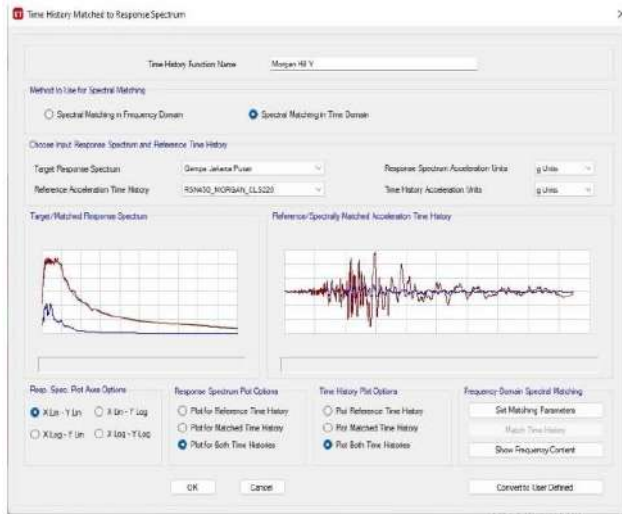 Time History Matched to Response Spectrum
Time History Function Name Morgan Hill Y
Method to Use for Spectral Matching
Spectral Matching in Frequency Domain Spectral Matching in Time Domain
Choose Input Response Spectrum and Reference Time History
Target Response Spectrum Gempa Jakarta Pusat Response Spectrum Acceleration Units g Units
Reference Acceleration Time History RSN450_MORGAN_CLS220 Time History Acceleration Units g Units
Target/Matched Response Spectrum Reference/Spectrally Matched Acceleration Time History
Resp. Spec. Plot Axes Options Response Spectrum Plot Options Time History Plot Options Frequency-Domain Spectral Matching
X Lin - Y Lin X Lin - Y Log Plot for Reference Time History Plot Reference Time History Set Matching Parameters
X Log - Y Lin X Log - Y Log Plot for Matched Time History Plot Matched Time History Match Time History
Plot for Both Time Histories Plot Both Time Histories Show Frequency Content
OK Cancel Convert to User Defined